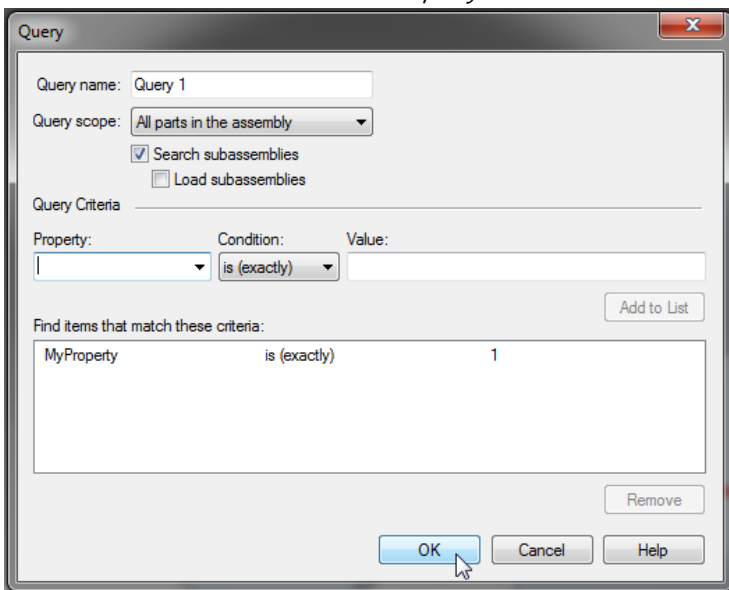 Query
Query name: Query 1
Query scope: All parts in the assembly
Search subassemblies
Load subassemblies
Query Criteria
Property: Condition: Value:
is (exactly)
Add to List
Find items that match these criteria:
MyProperty is (exactly) 1
Remove
OK Cancel Help